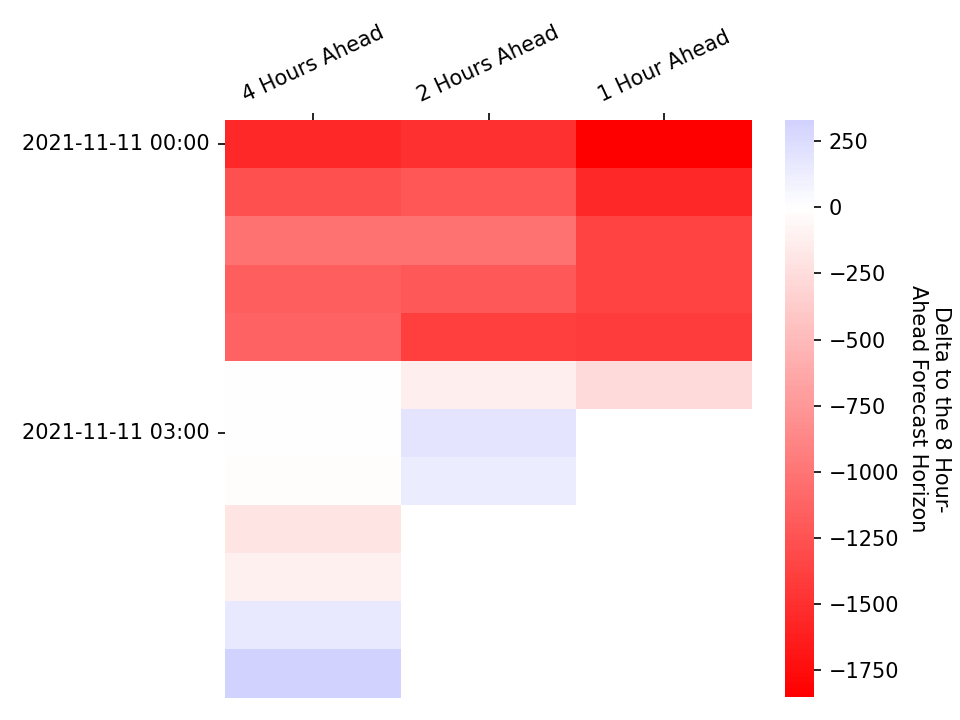 4 Hours Ahead
2 Hours Ahead
1 Hour Ahead
2021-11-11 00:00
2021-11-11 03:00
250
0
−250
−500
−750
−1000
−1250
−1500
−1750
Delta to the 8 Hour-
Ahead Forecast Horizon